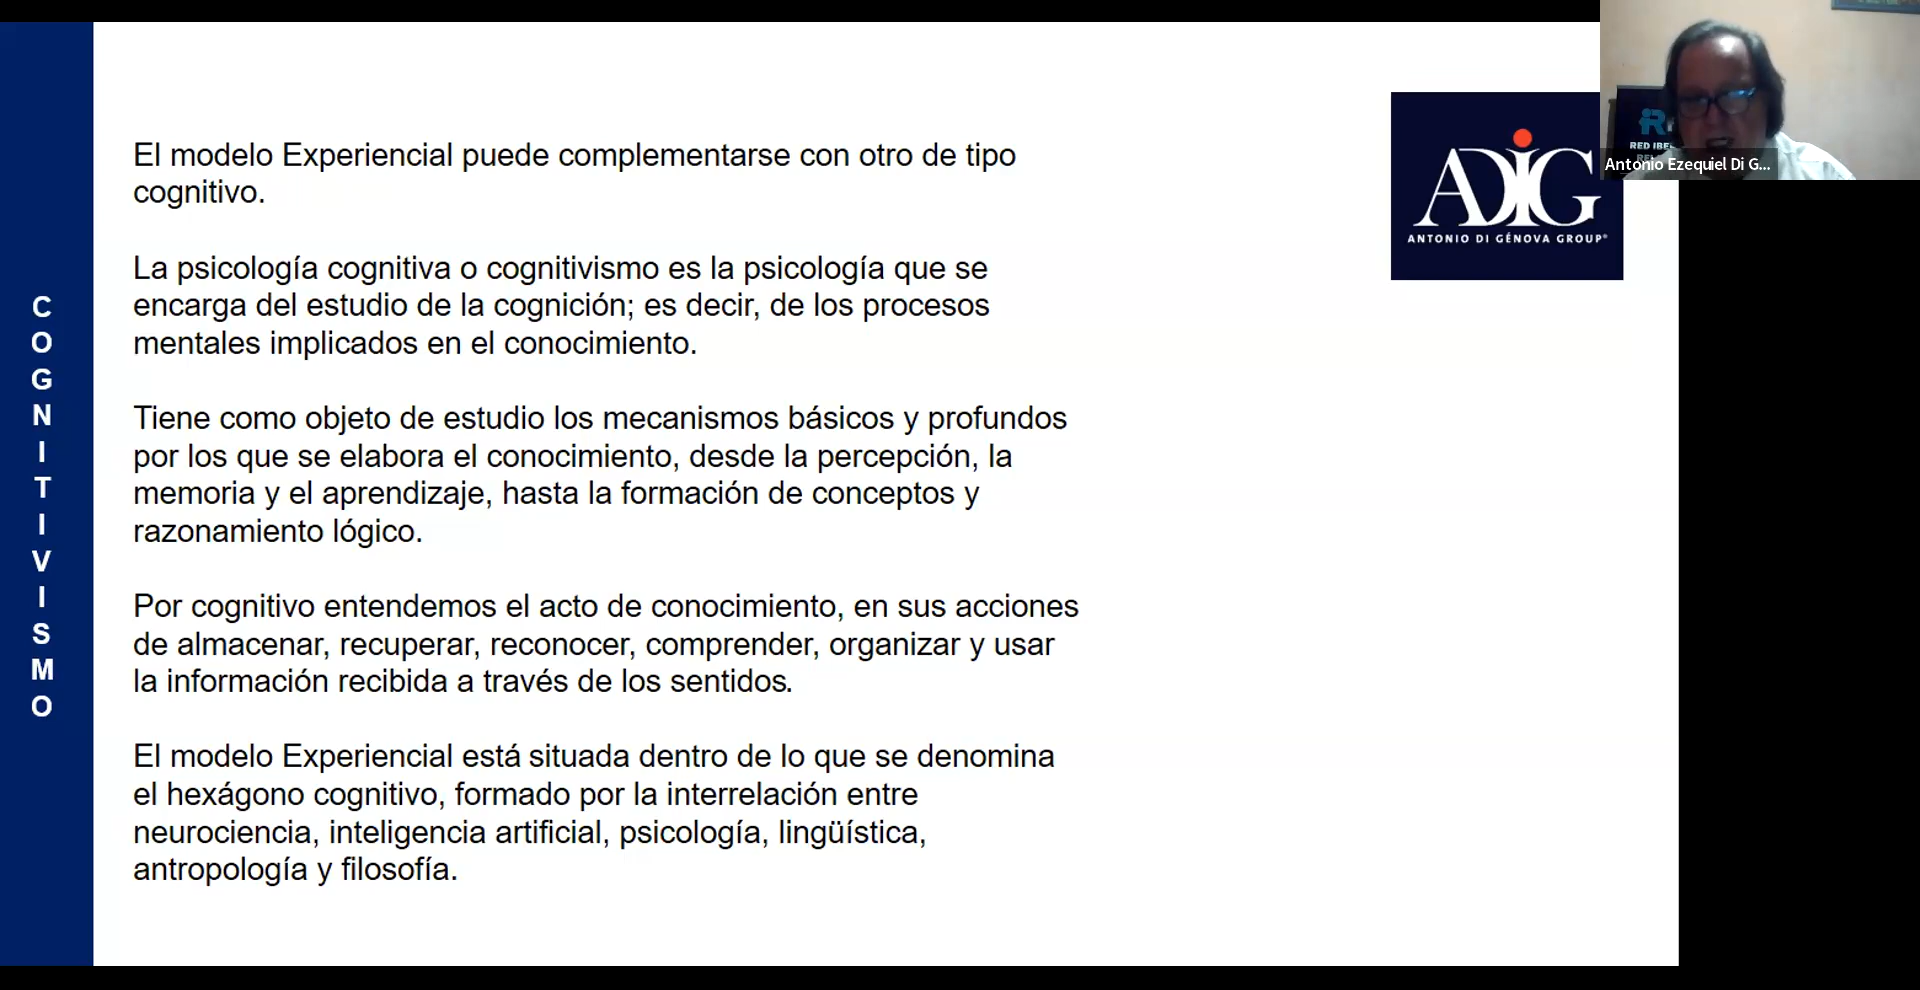 C
O
G
N
I
T
I
V
I
S
M
O
El modelo Experiencial puede complementarse con otro de tipo
cognitivo.
La psicología cognitiva o cognitivismo es la psicología que se
encarga del estudio de la cognición; es decir, de los procesos
mentales implicados en el conocimiento.
Tiene como objeto de estudio los mecanismos básicos y profundos
por los que se elabora el conocimiento, desde la percepción, la
memoria y el aprendizaje, hasta la formación de conceptos y
razonamiento lógico.
Por cognitivo entendemos el acto de conocimiento, en sus acciones
de almacenar, recuperar, reconocer, comprender, organizar y usar
la información recibida a través de los sentidos.
El modelo Experiencial está situada dentro de lo que se denomina
el hexágono cognitivo, formado por la interrelación entre
neurociencia, inteligencia artificial, psicología, lingüística,
antropología y filosofía.
ADiG
ANTONIO DI GÉNOVA GROUP®
RED
Antonio Ezequiel Di G...